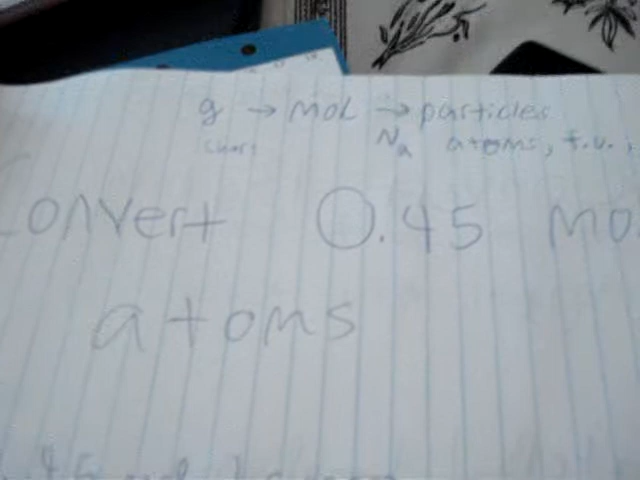 g → mol → particles
Na atoms, f.u.,
Convert 0.45 mo
atoms